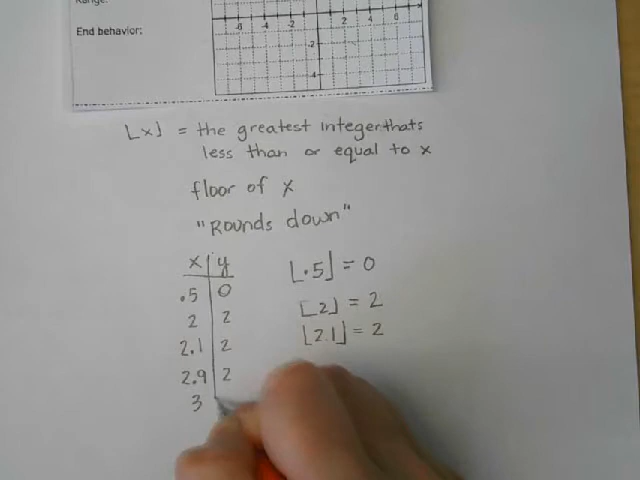 Range:
End behavior:
-6 -4 -2 2 4 6
-2
-4
⌊x⌋ = the greatest integer thats
less than or equal to x
floor of x
"Rounds down"
x y
.5 0
2 2
2.1 2
2.9 2
3
⌊.5⌋ = 0
⌊2⌋ = 2
⌊2.1⌋ = 2